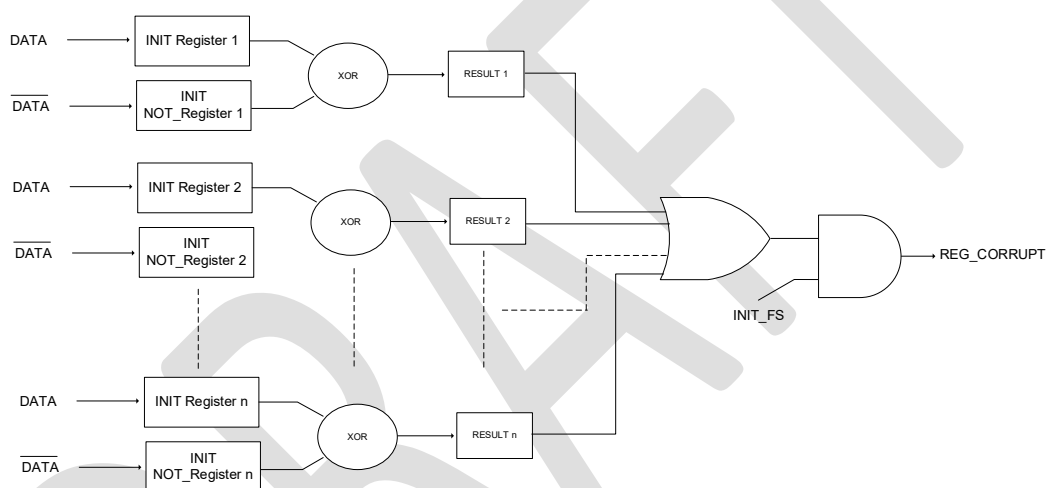 DATA
INIT Register 1
XOR
RESULT 1
DATA
INIT
NOT_Register 1
DATA
INIT Register 2
XOR
RESULT 2
DATA
INIT
NOT_Register 2
REG_CORRUPT
INIT_FS
DATA
INIT Register n
XOR
RESULT n
DATA
INIT
NOT_Register n
DRAFT